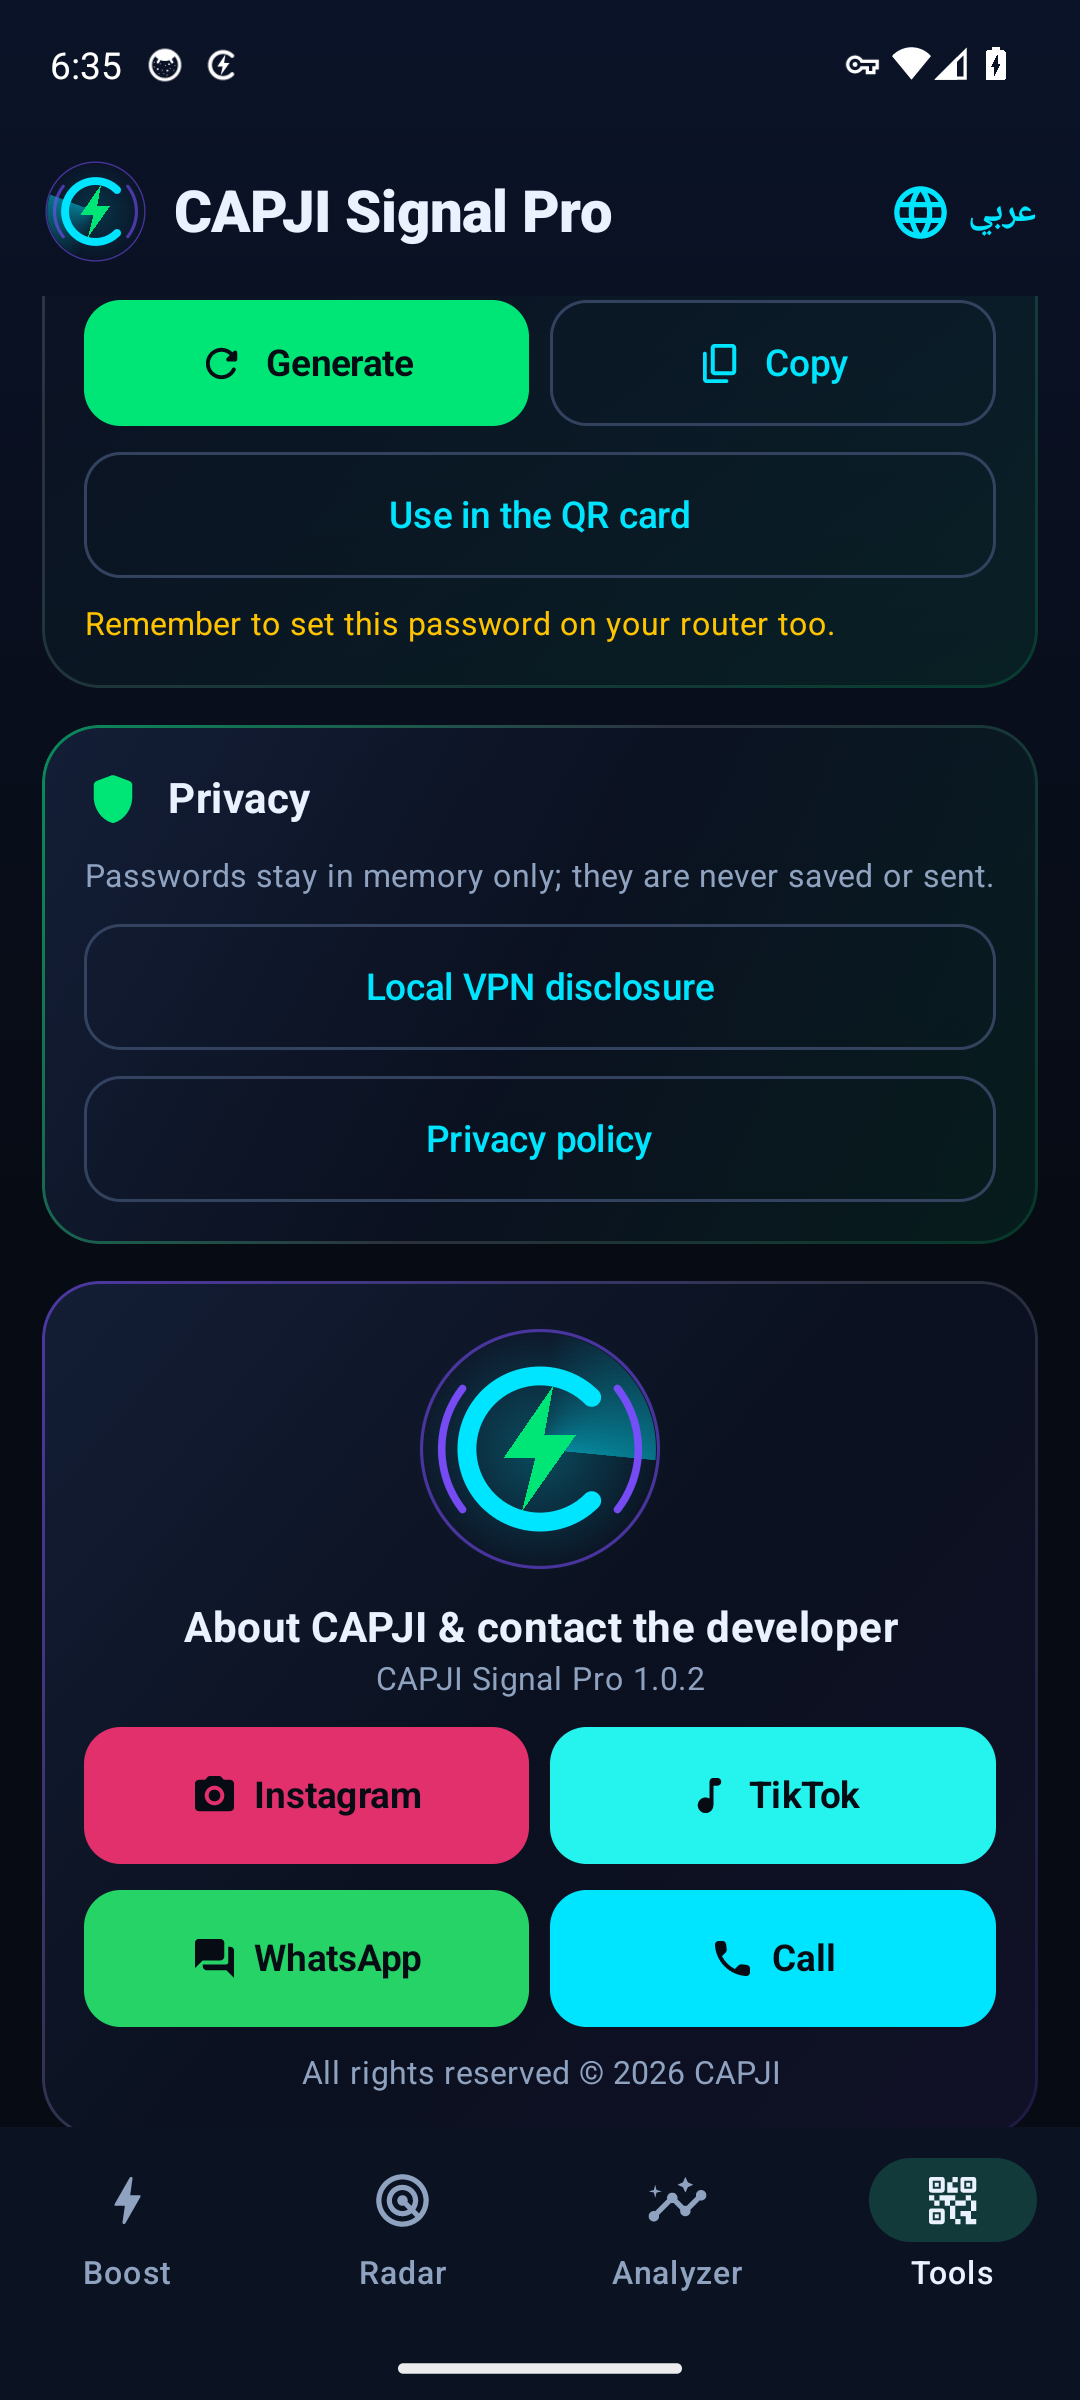 6:35
CAPJI Signal Pro
عربي
Generate
Copy
Use in the QR card
Remember to set this password on your router too.
Privacy
Passwords stay in memory only; they are never saved or sent.
Local VPN disclosure
Privacy policy
About CAPJI & contact the developer
CAPJI Signal Pro 1.0.2
Instagram
TikTok
WhatsApp
Call
All rights reserved © 2026 CAPJI
Boost
Radar
Analyzer
Tools